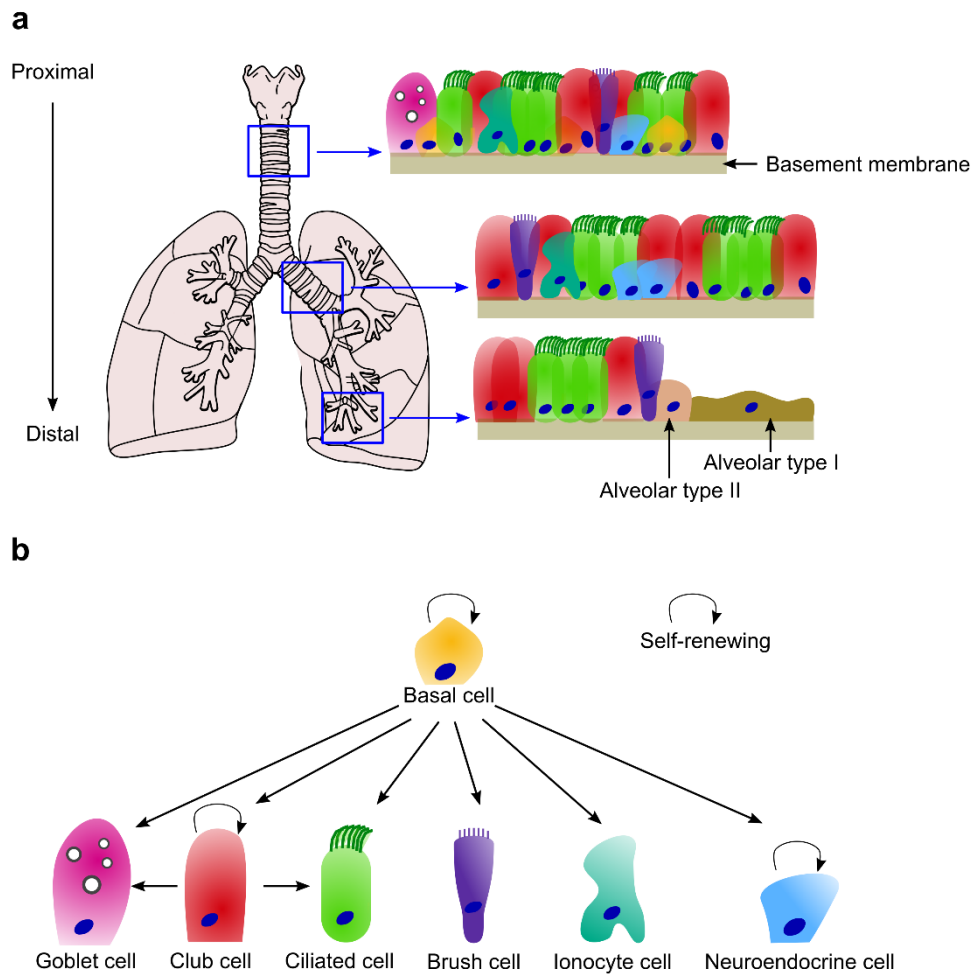 a
Proximal
Basement membrane
Distal
Alveolar type I
Alveolar type II
b
Self-renewing
Basal cell
Goblet cell
Club cell
Ciliated cell
Brush cell
Ionocyte cell
Neuroendocrine cell